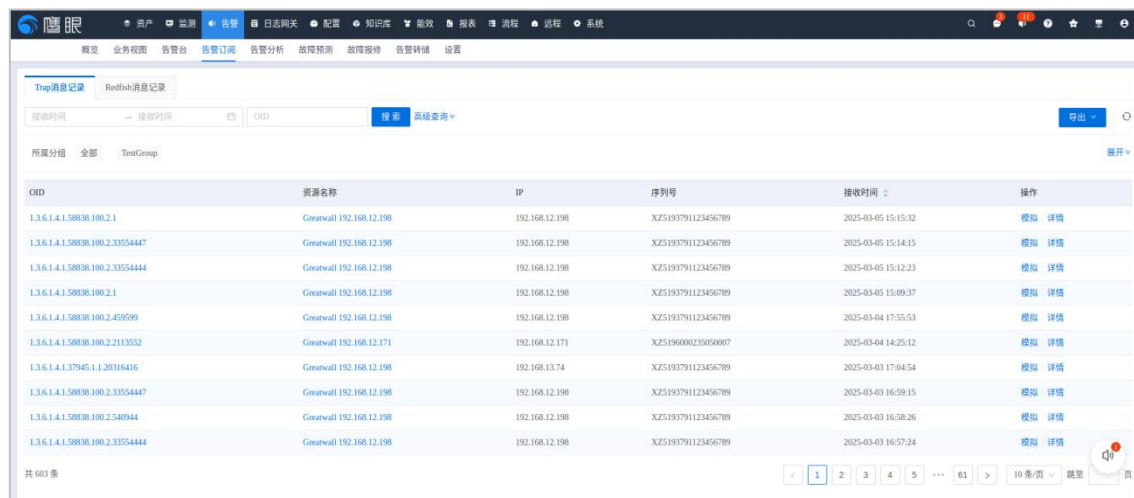 鹰眼 资产 监测 告警 日志网关 配置 知识库 能效 报表 流程 远程 系统 3 11
概览 业务视图 告警台 告警订阅 告警分析 故障预测 故障报修 告警转储 设置
Trap消息记录 Redfish消息记录
接收时间 → 接收时间 OID 搜索 高级查询 导出
所属分组 全部 TestGroup 展开
OID 资源名称 IP 序列号 接收时间 操作
1.3.6.1.4.1.58838.100.2.1 Greatwall 192.168.12.198 192.168.12.198 XZ5193791123456789 2025-03-05 15:15:32 模拟 详情
1.3.6.1.4.1.58838.100.2.33554447 Greatwall 192.168.12.198 192.168.12.198 XZ5193791123456789 2025-03-05 15:14:15 模拟 详情
1.3.6.1.4.1.58838.100.2.33554444 Greatwall 192.168.12.198 192.168.12.198 XZ5193791123456789 2025-03-05 15:12:23 模拟 详情
1.3.6.1.4.1.58838.100.2.1 Greatwall 192.168.12.198 192.168.12.198 XZ5193791123456789 2025-03-05 15:09:37 模拟 详情
1.3.6.1.4.1.58838.100.2.459599 Greatwall 192.168.12.198 192.168.12.198 XZ5193791123456789 2025-03-04 17:55:53 模拟 详情
1.3.6.1.4.1.58838.100.2.2113552 Greatwall 192.168.12.171 192.168.12.171 XZ5196000235050007 2025-03-04 14:25:12 模拟 详情
1.3.6.1.4.1.37945.1.1.20316416 Greatwall 192.168.12.198 192.168.13.74 XZ5193791123456789 2025-03-03 17:04:54 模拟 详情
1.3.6.1.4.1.58838.100.2.33554447 Greatwall 192.168.12.198 192.168.12.198 XZ5193791123456789 2025-03-03 16:59:15 模拟 详情
1.3.6.1.4.1.58838.100.2.540944 Greatwall 192.168.12.198 192.168.12.198 XZ5193791123456789 2025-03-03 16:58:26 模拟 详情
1.3.6.1.4.1.58838.100.2.33554444 Greatwall 192.168.12.198 192.168.12.198 XZ5193791123456789 2025-03-03 16:57:24 模拟 详情
共 603 条 < 1 2 3 4 5 ••• 61 > 10 条/页 跳至 页 1